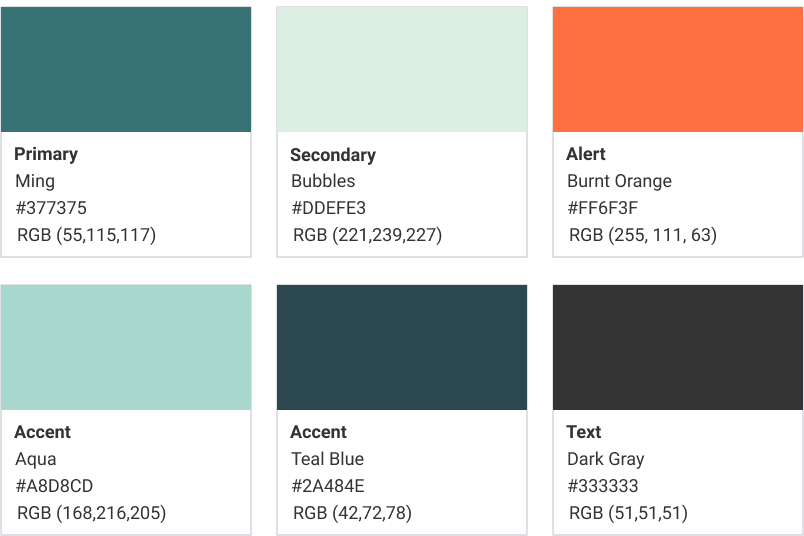 Primary
Ming
#377375
RGB (55,115,117)
Secondary
Bubbles
#DDEFE3
RGB (221,239,227)
Alert
Burnt Orange
#FF6F3F
RGB (255, 111, 63)
Accent
Aqua
#A8D8CD
RGB (168,216,205)
Accent
Teal Blue
#2A484E
RGB (42,72,78)
Text
Dark Gray
#333333
RGB (51,51,51)